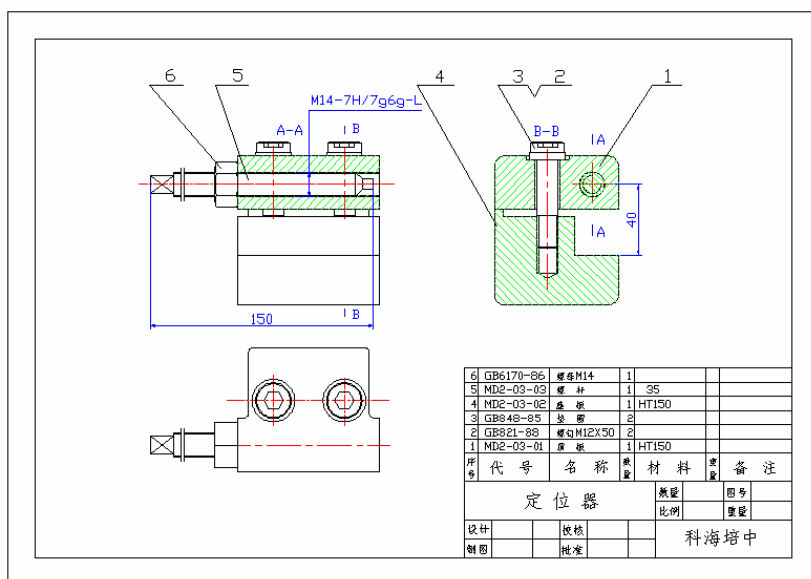 6 5 4 3 2 1
M14-7H/7g6g-L
A-A
B
B-B
A
A
40
B
150
6 GB6170-86 螺母M14 1
5 MD2-03-03 螺 杆 1 35
4 MD2-03-02 底 板 1 HT150
3 GB848-85 垫 圈 2
2 GB821-88 螺钉M12X50 2
1 MD2-03-01 顶 板 1 HT150
序号 代 号 名 称 数量 材 料 重量 备 注
定 位 器
数量 图号
比例 重量
设计 校核
制图 批准
科海培中